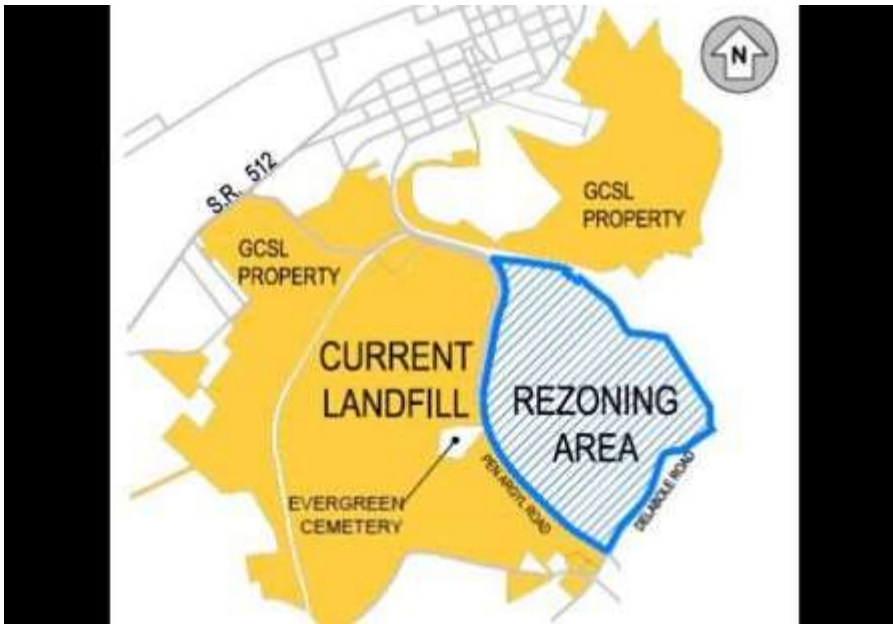 N
S.R. 512
GCSL
PROPERTY
GCSL
PROPERTY
CURRENT
LANDFILL
REZONING
AREA
EVERGREEN
CEMETERY
PEN ARGYL ROAD
DELABOLE ROAD